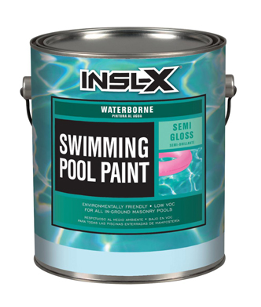 INSL-X
WATERBORNE
PINTURA AL AGUA
SWIMMING
POOL PAINT
SEMI
GLOSS
SEMI-BRILLANTE
ENVIRONMENTALLY FRIENDLY • LOW VOC
FOR ALL IN-GROUND MASONRY POOLS